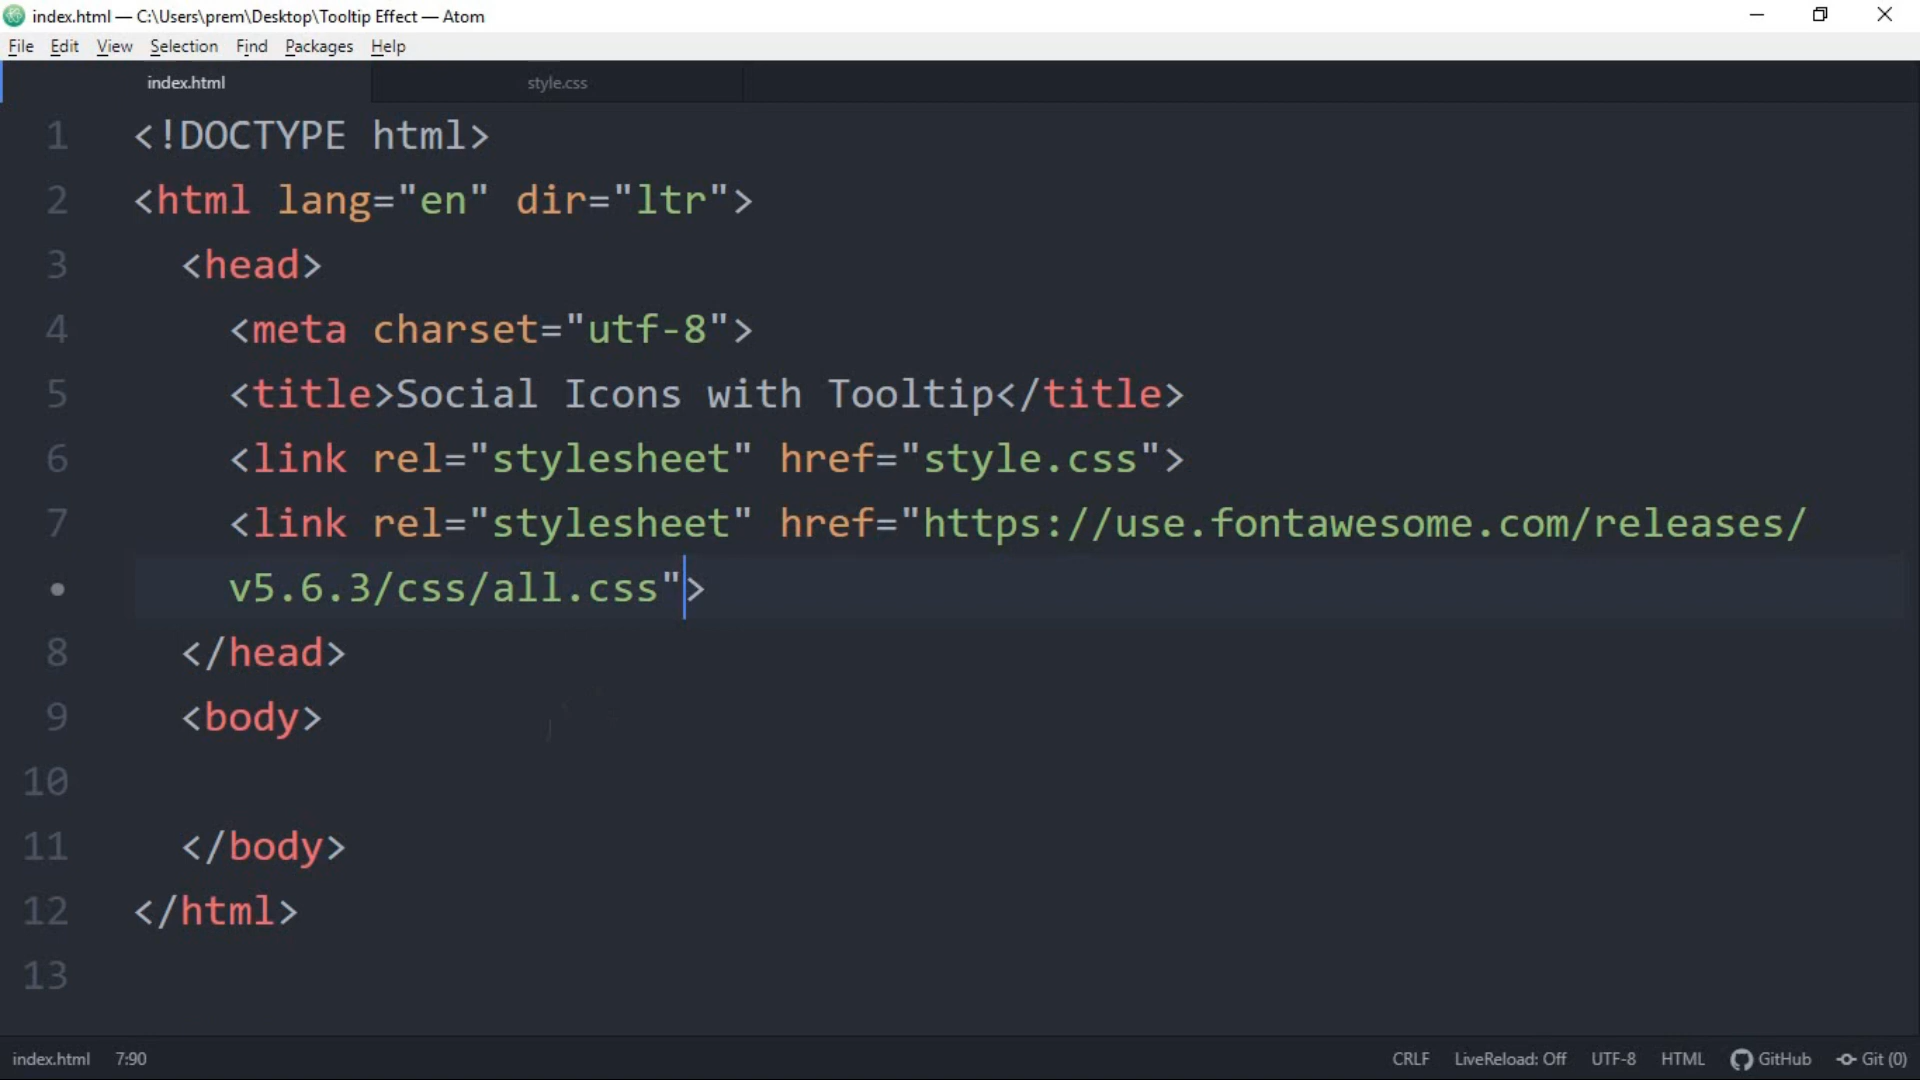 index.html — C:\Users\prem\Desktop\Tooltip Effect — Atom
File Edit View Selection Find Packages Help
index.html style.css
1 <!DOCTYPE html>
2 <html lang="en" dir="ltr">
3 <head>
4 <meta charset="utf-8">
5 <title>Social Icons with Tooltip</title>
6 <link rel="stylesheet" href="style.css">
7 <link rel="stylesheet" href="https://use.fontawesome.com/releases/
• v5.6.3/css/all.css">
8 </head>
9 <body>
10
11 </body>
12 </html>
13
index.html 7:90 CRLF LiveReload: Off UTF-8 HTML GitHub Git (0)